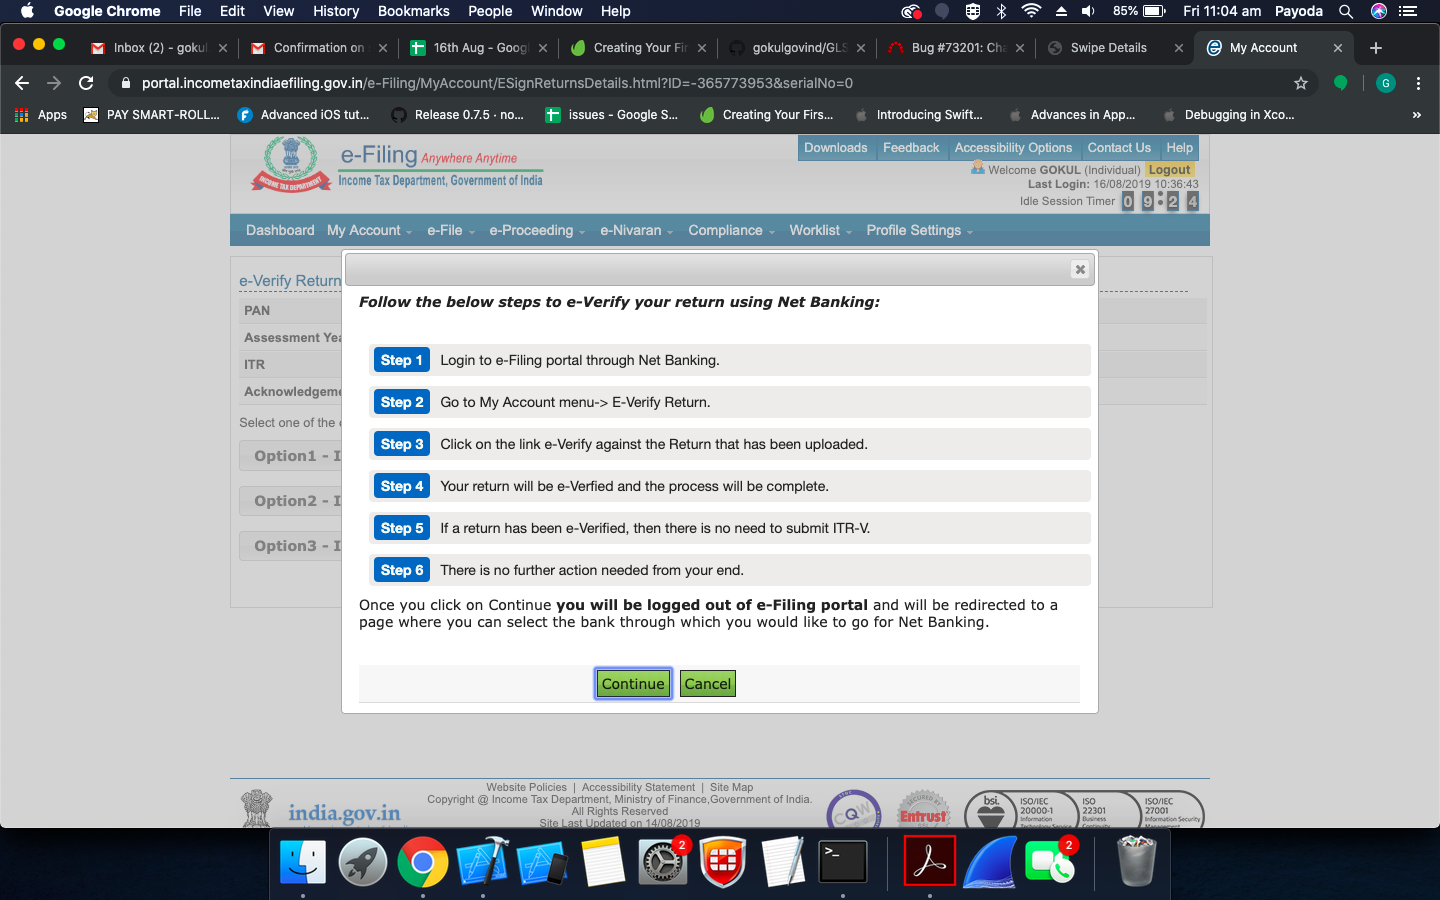 Google Chrome File Edit View History Bookmarks People Window Help 85% Fri 11:04 am Payoda
Inbox (2) - gokul Confirmation on 16th Aug - Googl Creating Your Fir gokulgovind/GLS Bug #73201: Cha Swipe Details My Account
portal.incometaxindiaefiling.gov.in/e-Filing/MyAccount/ESignReturnsDetails.html?ID=-365773953&serialNo=0 G
Apps PAY SMART-ROLL... Advanced iOS tut... Release 0.7.5 · no... issues - Google S... Creating Your Firs... Introducing Swift... Advances in App... Debugging in Xco... »
Downloads Feedback Accessibility Options Contact Us Help
e-Filing Anywhere Anytime
Income Tax Department, Government of India
INCOME TAX DEPARTMENT
Welcome GOKUL (Individual) Logout
Last Login: 16/08/2019 10:36:43
Idle Session Timer 0 9 : 2 4
Dashboard My Account e-File e-Proceeding e-Nivaran Compliance Worklist Profile Settings
e-Verify Return
PAN
Assessment Yea
ITR
Acknowledgeme
Select one of the
Option1 - I
Option2 - I
Option3 - I
Follow the below steps to e-Verify your return using Net Banking:
Step 1 Login to e-Filing portal through Net Banking.
Step 2 Go to My Account menu-> E-Verify Return.
Step 3 Click on the link e-Verify against the Return that has been uploaded.
Step 4 Your return will be e-Verfied and the process will be complete.
Step 5 If a return has been e-Verified, then there is no need to submit ITR-V.
Step 6 There is no further action needed from your end.
Once you click on Continue you will be logged out of e-Filing portal and will be redirected to a
page where you can select the bank through which you would like to go for Net Banking.
Continue Cancel
Website Policies | Accessibility Statement | Site Map
Copyright @ Income Tax Department, Ministry of Finance,Government of India.
All Rights Reserved
Site Last Updated on 14/08/2019
india.gov.in
CQW
SECURED BY
Entrust
bsi.
ISO/IEC
20000-1
Information
ISO
22301
Business
Continuity
ISO/IEC
27001
Information Security
Management
2
>_
2